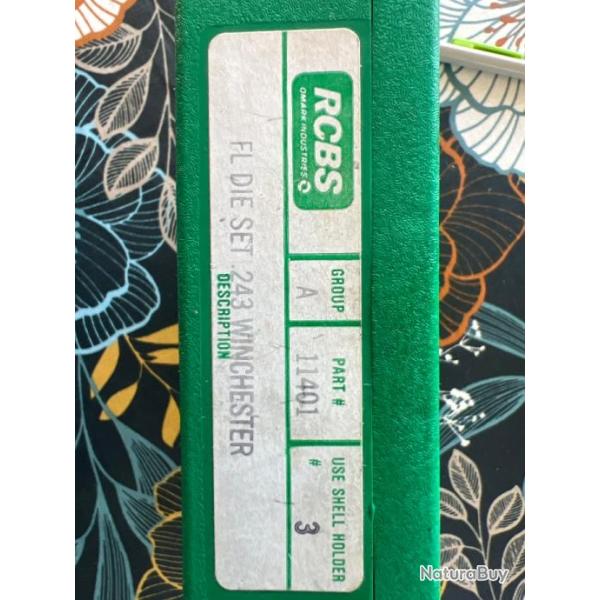 RCBS
OMARK INDUSTRIES
GROUP
A
PART #
11401
USE SHELL HOLDER
#
3
FL DIE SET .243 WINCHESTER
DESCRIPTION
NaturaBuy